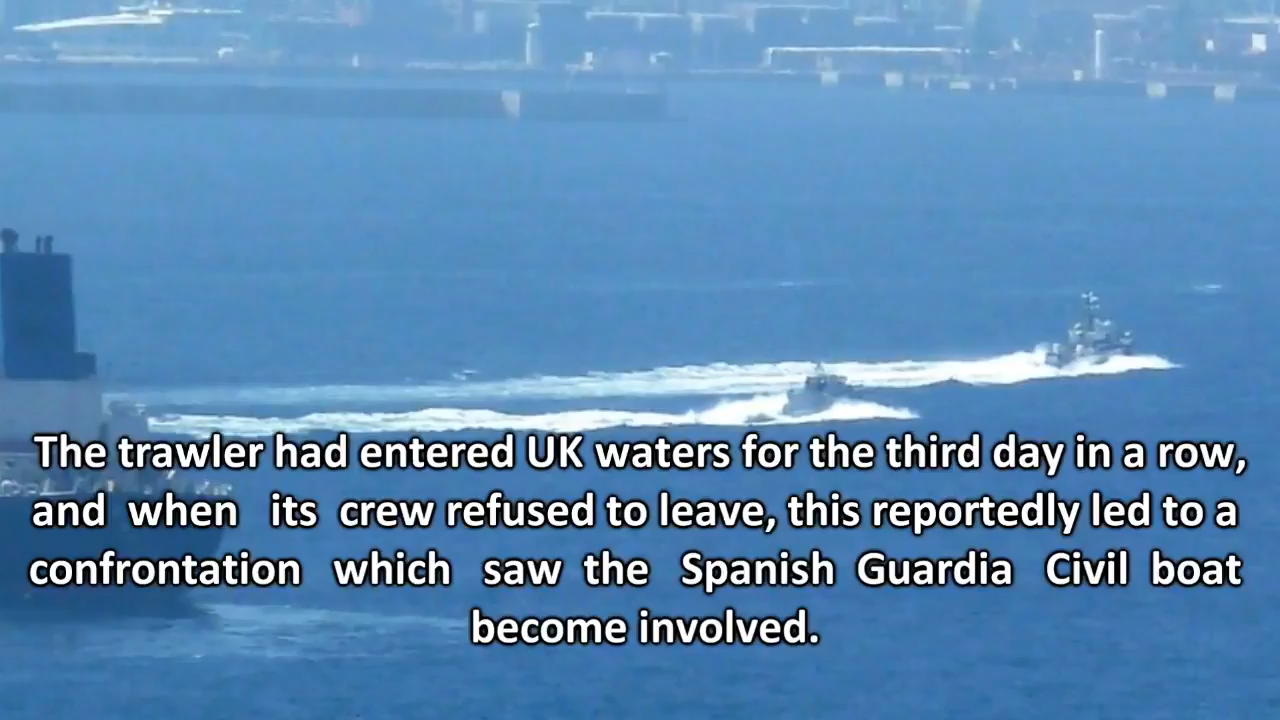 The trawler had entered UK waters for the third day in a row,
and when its crew refused to leave, this reportedly led to a
confrontation which saw the Spanish Guardia Civil boat
become involved.